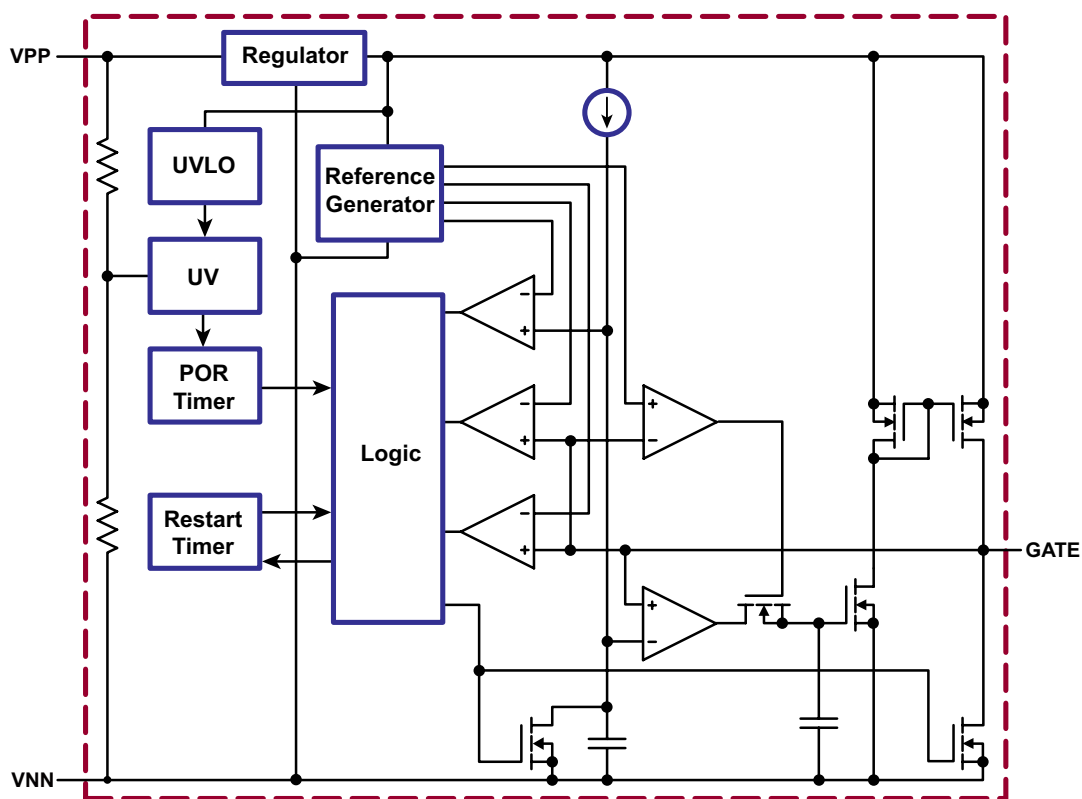 VPP
Regulator
UVLO
Reference
Generator
UV
POR
Timer
Logic
Restart
Timer
GATE
VNN
-
+
-
+
+
-
-
+
+
-